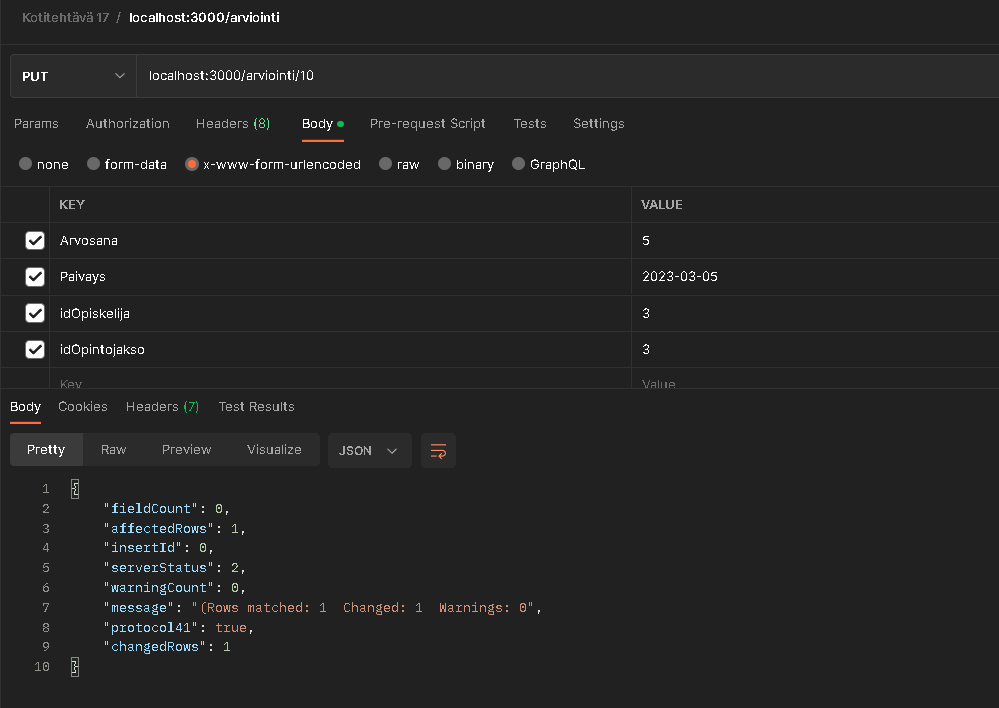 Kotitehtävä 17 / localhost:3000/arviointi
PUT localhost:3000/arviointi/10
Params Authorization Headers (8) Body Pre-request Script Tests Settings
none form-data x-www-form-urlencoded raw binary GraphQL
KEY VALUE
Arvosana 5
Paivays 2023-03-05
idOpiskelija 3
idOpintojakso 3
Key Value
Body Cookies Headers (7) Test Results
Pretty Raw Preview Visualize JSON
1 {
2 "fieldCount": 0,
3 "affectedRows": 1,
4 "insertId": 0,
5 "serverStatus": 2,
6 "warningCount": 0,
7 "message": "(Rows matched: 1  Changed: 1  Warnings: 0",
8 "protocol41": true,
9 "changedRows": 1
10 }